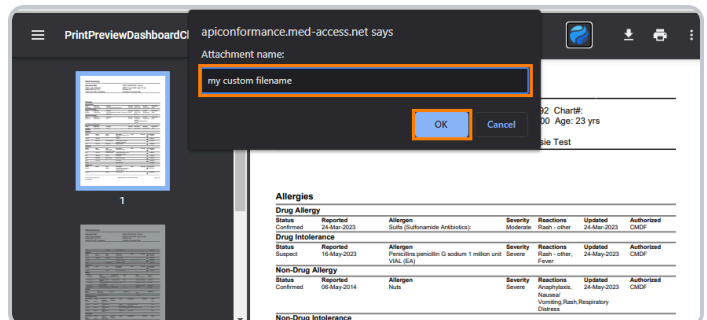 PrintPreviewDashboardCl
apiconformance.med-access.net says
Attachment name:
my custom filename
OK
Cancel
92 Chart#:
00 Age: 23 yrs
sie Test
1
Allergies
Drug Allergy
Status Reported Allergen Severity Reactions Updated Authorized
Confirmed 24-Mar-2023 Sulfa (Sulfonamide Antibiotics): Moderate Rash - other 24-Mar-2023 CMDF
Drug Intolerance
Status Reported Allergen Severity Reactions Updated Authorized
Suspect 16-May-2023 Penicillins penicillin G sodium 1 million unit Severe Rash - other, 24-May-2023 CMDF
VIAL (EA) Fever
Non-Drug Allergy
Status Reported Allergen Severity Reactions Updated Authorized
Confirmed 06-May-2014 Nuts Severe Anaphylaxis, 24-May-2023 CMDF
Nausea/
Vomiting,Rash,Respiratory
Distress
Non-Drug Intolerance